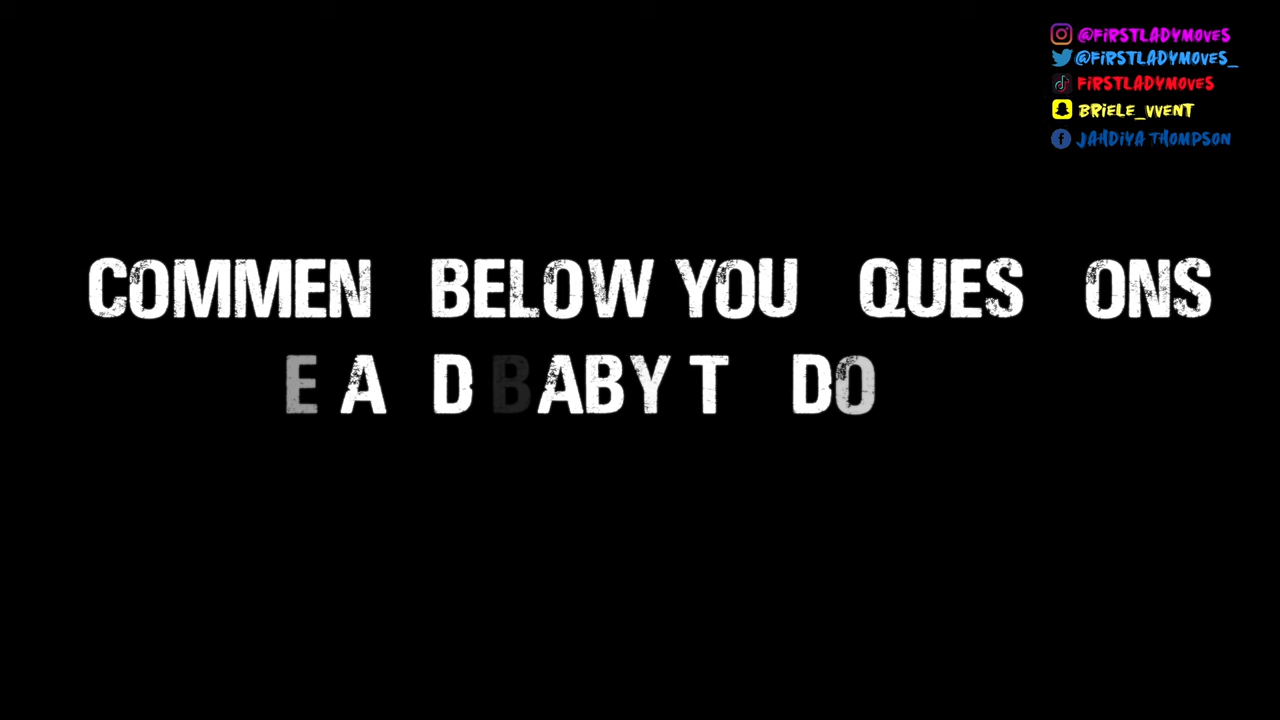 @FIRSTLADYMOVES
@FIRSTLADYMOVES_
FIRSTLADYMOVES
BRIELE_VVENT
JAHDIYA THOMPSON
COMMEN BELOW YOU QUES ONS
E A D BABY T DO